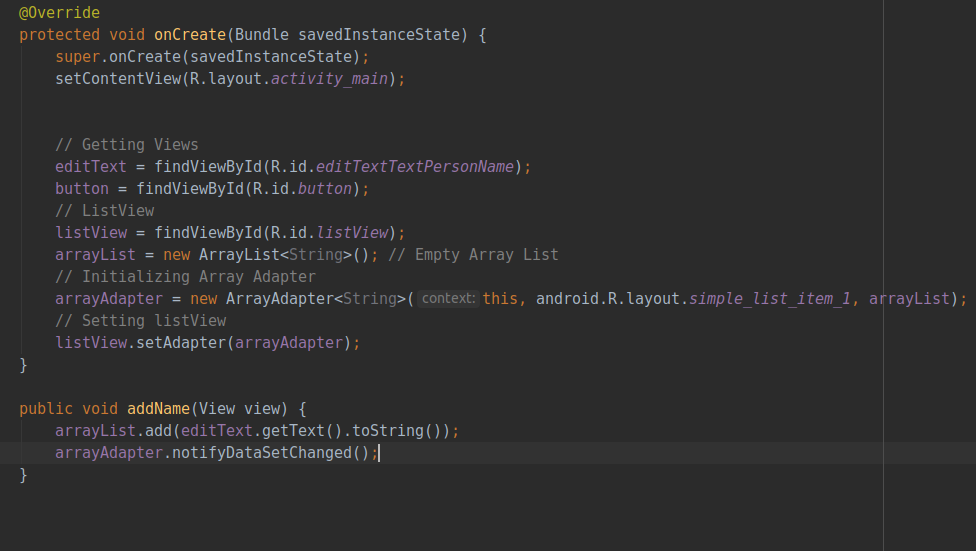 @Override
protected void onCreate(Bundle savedInstanceState) {
super.onCreate(savedInstanceState);
setContentView(R.layout.activity_main);
// Getting Views
editText = findViewById(R.id.editTextTextPersonName);
button = findViewById(R.id.button);
// ListView
listView = findViewById(R.id.listView);
arrayList = new ArrayList<String>(); // Empty Array List
// Initializing Array Adapter
arrayAdapter = new ArrayAdapter<String>( context: this, android.R.layout.simple_list_item_1, arrayList);
// Setting listView
listView.setAdapter(arrayAdapter);
}
public void addName(View view) {
arrayList.add(editText.getText().toString());
arrayAdapter.notifyDataSetChanged();
}